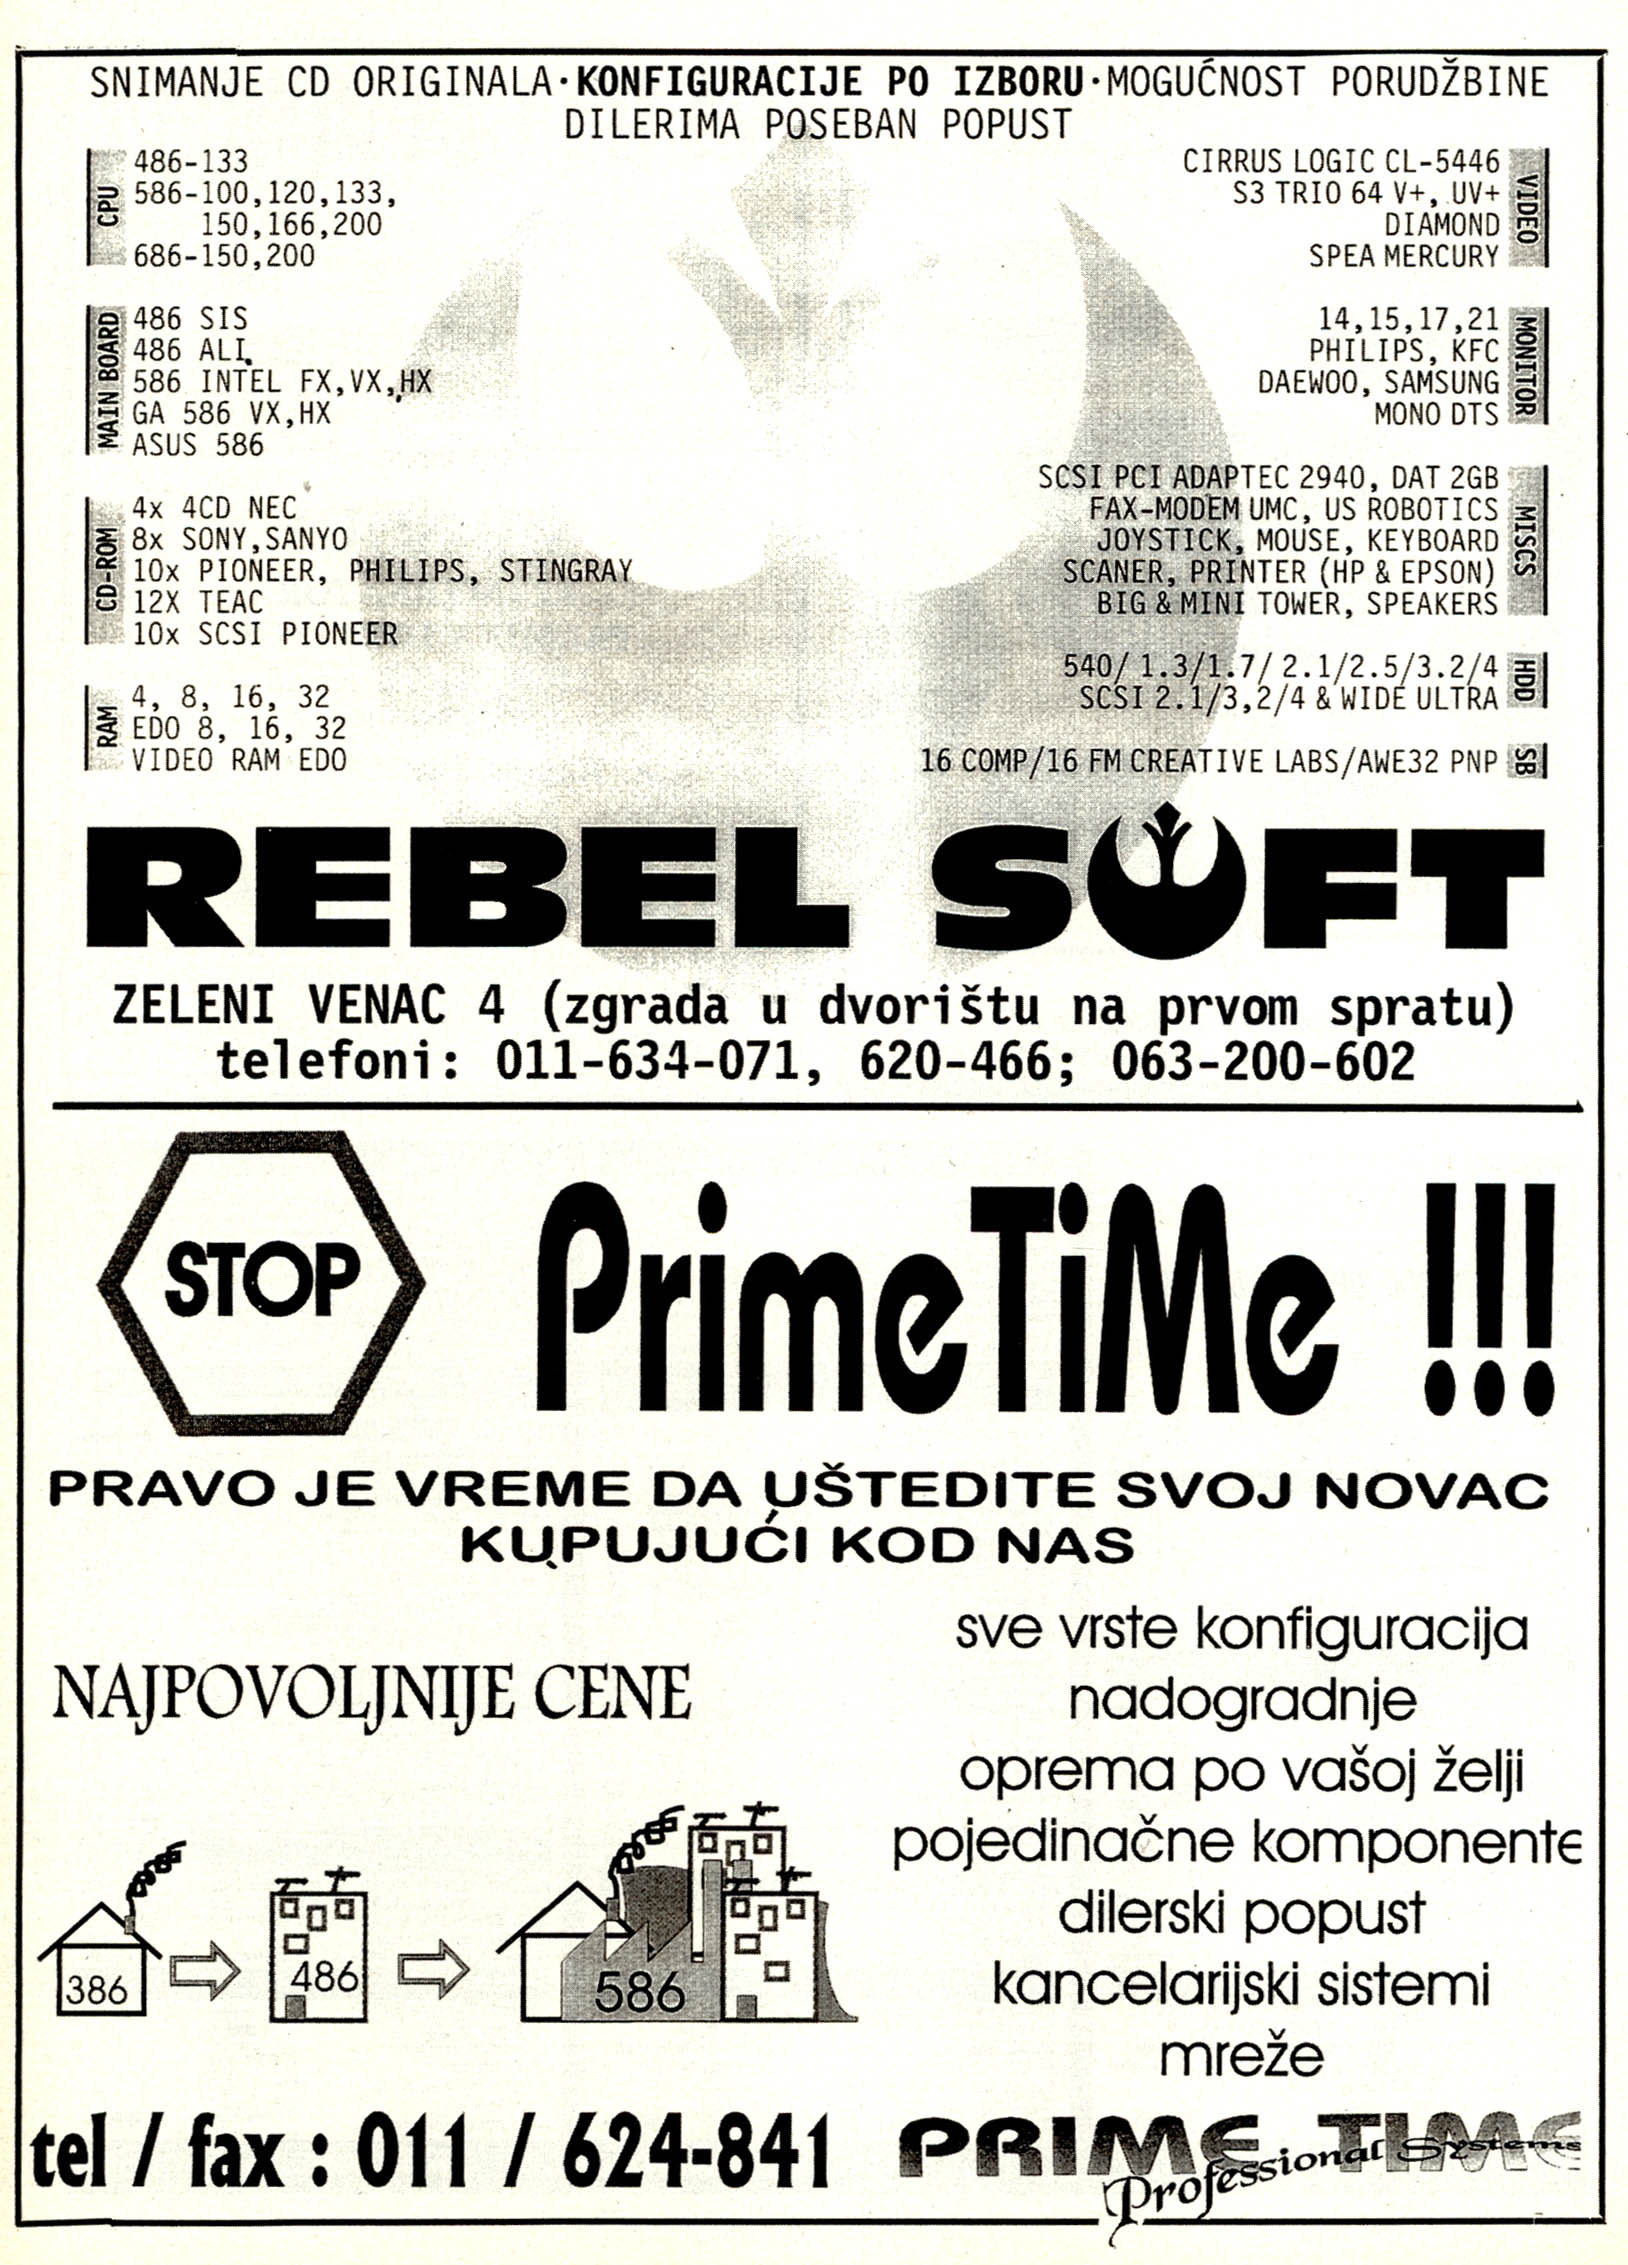 SNIMANJE CD ORIGINALA·KONFIGURACIJE PO IZBORU·MOGUĆNOST PORUDŽBINE
DILERIMA POSEBAN POPUST
CPU
486-133
586-100,120,133,
150,166,200
686-150,200
MAIN BOARD
486 SIS
486 ALI
586 INTEL FX,VX,HX
GA 586 VX,HX
ASUS 586
CD-ROM
4x 4CD NEC
8x SONY,SANYO
10x PIONEER, PHILIPS, STINGRAY
12X TEAC
10x SCSI PIONEER
RAM
4, 8, 16, 32
EDO 8, 16, 32
VIDEO RAM EDO
CIRRUS LOGIC CL-5446
S3 TRIO 64 V+, UV+
DIAMOND
SPEA MERCURY
VIDEO
14,15,17,21
PHILIPS, KFC
DAEWOO, SAMSUNG
MONO DTS
MONITOR
SCSI PCI ADAPTEC 2940, DAT 2GB
FAX-MODEM UMC, US ROBOTICS
JOYSTICK, MOUSE, KEYBOARD
SCANER, PRINTER (HP & EPSON)
BIG & MINI TOWER, SPEAKERS
MISCS
540/ 1.3/1.7/ 2.1/2.5/3.2/4
SCSI 2.1/3,2/4 & WIDE ULTRA
HDD
16 COMP/16 FM CREATIVE LABS/AWE32 PNP
SB
REBEL SOFT
ZELENI VENAC 4 (zgrada u dvorištu na prvom spratu)
telefoni: 011-634-071, 620-466; 063-200-602
STOP
PrimeTiMe !!!
PRAVO JE VREME DA UŠTEDITE SVOJ NOVAC
KUPUJUĆI KOD NAS
NAJPOVOLJNIJE CENE
386
486
586
sve vrste konfiguracija
nadogradnje
oprema po vašoj želji
pojedinačne komponente
dilerski popust
kancelarijski sistemi
mreže
tel / fax : 011 / 624-841
PRIME TIME
Professional Systems